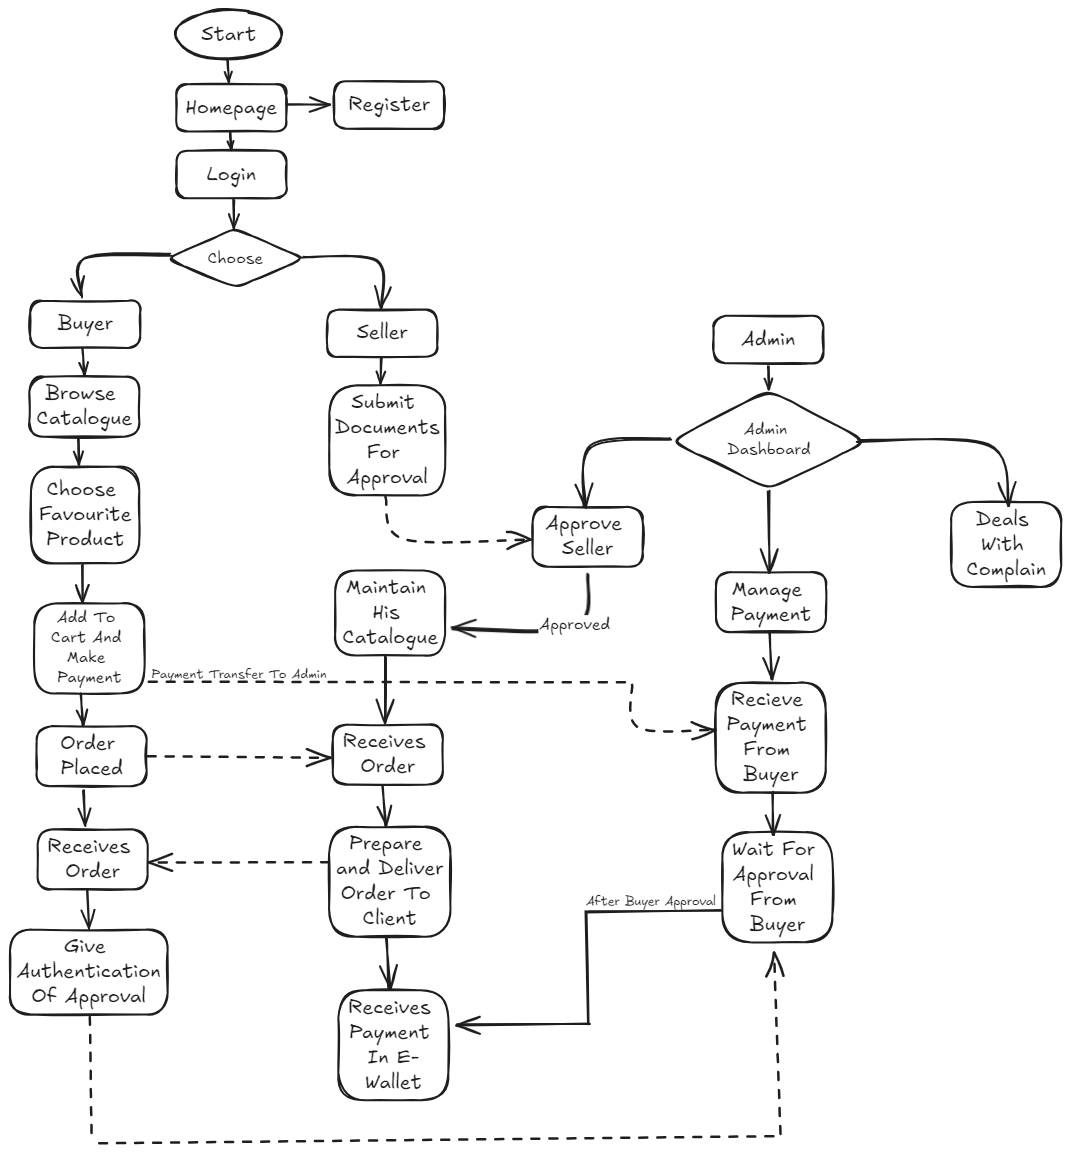 Start
Homepage
Register
Login
Choose
Buyer
Seller
Admin
Browse
Catalogue
Submit
Documents
For
Approval
Admin
Dashboard
Choose
Favourite
Product
Approve
Seller
Deals
With
Complain
Maintain
His
Catalogue
Approved
Manage
Payment
Add To
Cart And
Make
Payment
Payment Transfer To Admin
Recieve
Payment
From
Buyer
Order
Placed
Receives
Order
Receives
Order
Prepare
and Deliver
Order To
Client
Wait For
Approval
From
Buyer
After Buyer Approval
Give
Authentication
Of Approval
Receives
Payment
In E-
Wallet